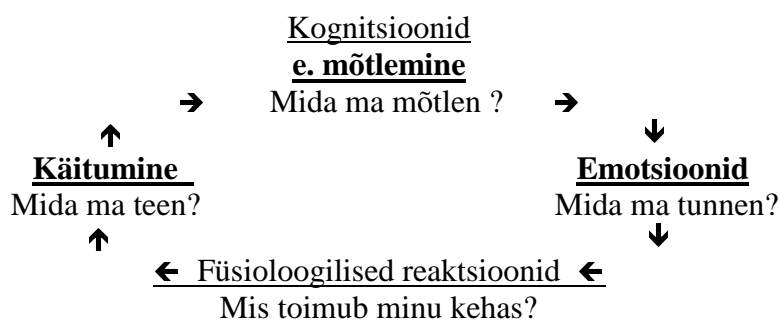 Kognitsioonid
e. mõtlemine
→ Mida ma mõtlen ? →
Käitumine Emotsioonid
Mida ma teen? Mida ma tunnen?
← Füsioloogilised reaktsioonid ←
Mis toimub minu kehas?